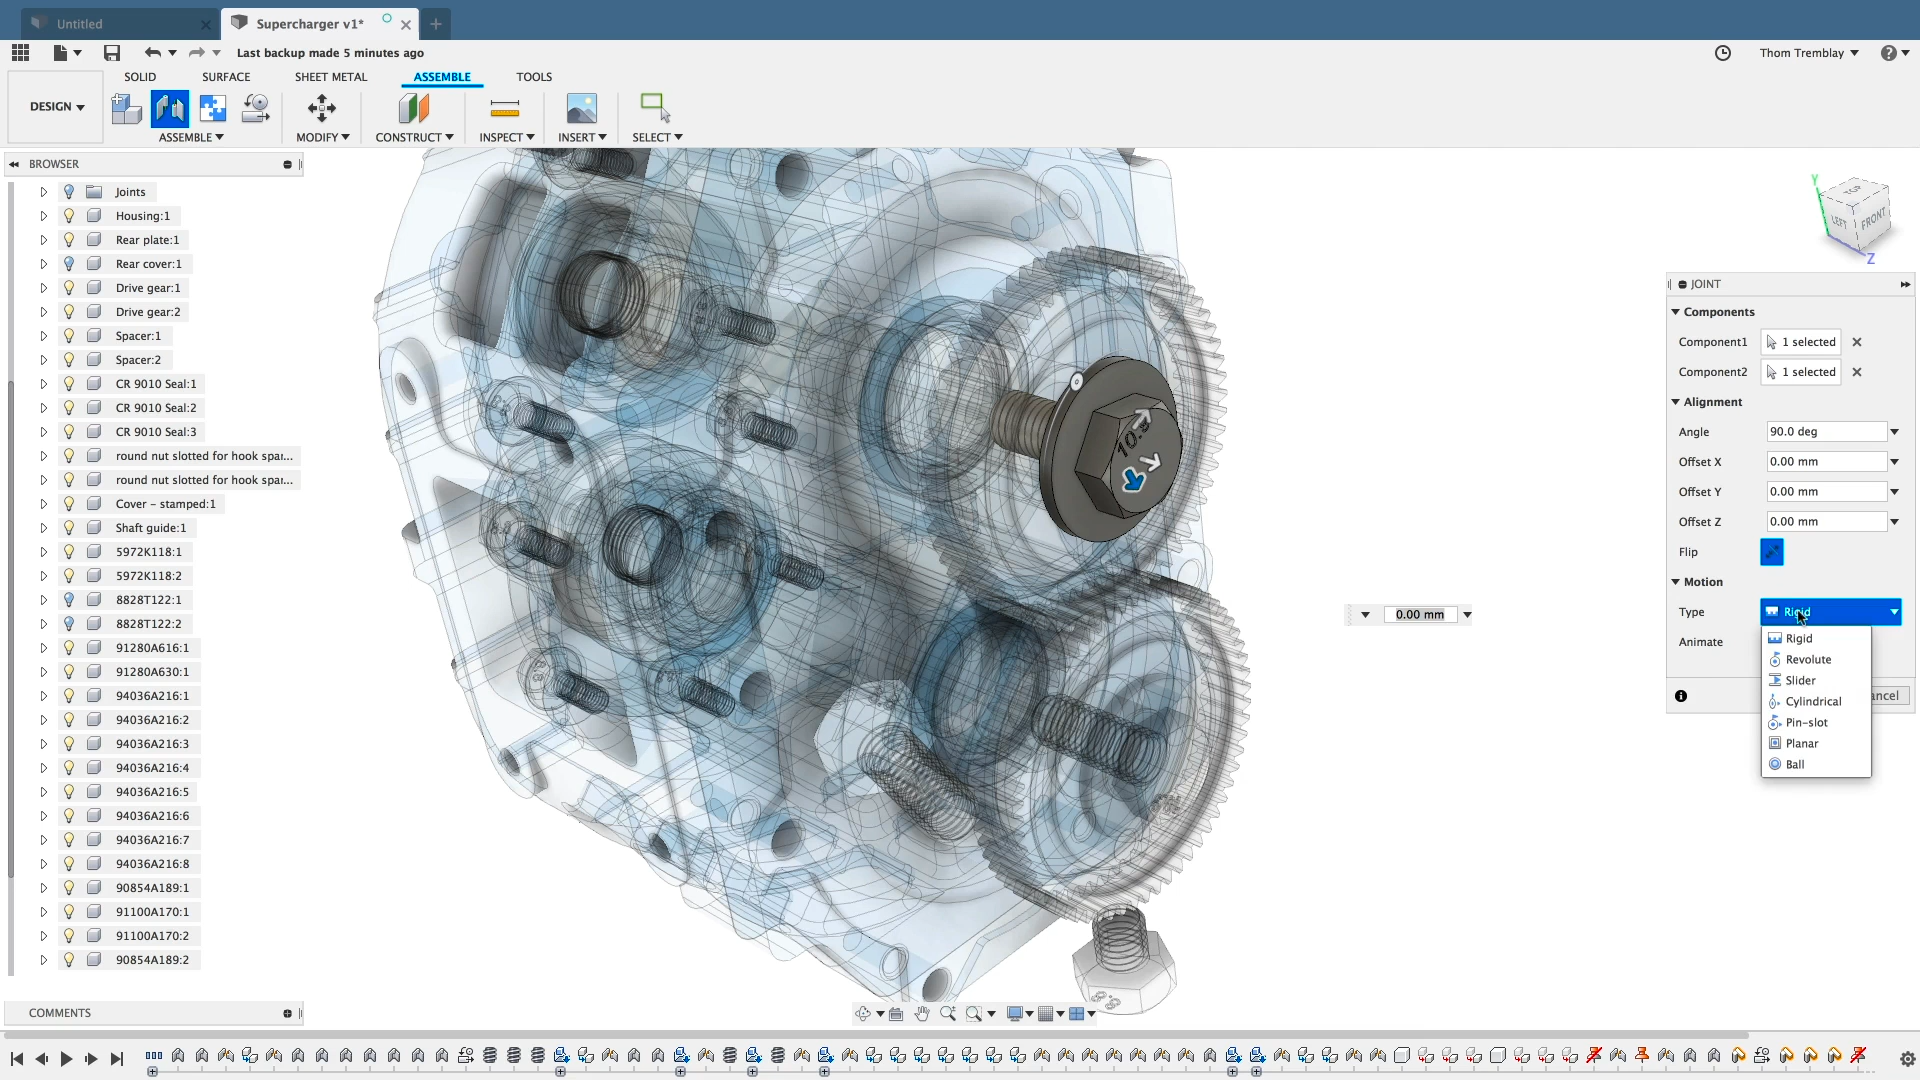 Untitled
Supercharger v1*
Last backup made 5 minutes ago
Thom Tremblay
SOLID SURFACE SHEET METAL ASSEMBLE TOOLS
DESIGN
ASSEMBLE MODIFY CONSTRUCT INSPECT INSERT SELECT
BROWSER
Joints
Housing:1
Rear plate:1
Rear cover:1
Drive gear:1
Drive gear:2
Spacer:1
Spacer:2
CR 9010 Seal:1
CR 9010 Seal:2
CR 9010 Seal:3
round nut slotted for hook spa...
round nut slotted for hook spa...
Cover - stamped:1
Shaft guide:1
5972K118:1
5972K118:2
8828T122:1
8828T122:2
91280A616:1
91280A630:1
94036A216:1
94036A216:2
94036A216:3
94036A216:4
94036A216:5
94036A216:6
94036A216:7
94036A216:8
90854A189:1
91100A170:1
91100A170:2
90854A189:2
COMMENTS
8.8
0.00 mm
Y
TOP
LEFT
FRONT
Z
JOINT
Components
Component1 1 selected
Component2 1 selected
Alignment
Angle 90.0 deg
Offset X 0.00 mm
Offset Y 0.00 mm
Offset Z 0.00 mm
Flip
Motion
Type Rigid
Animate
Rigid
Revolute
Slider
Cylindrical
Pin-slot
Planar
Ball
ancel